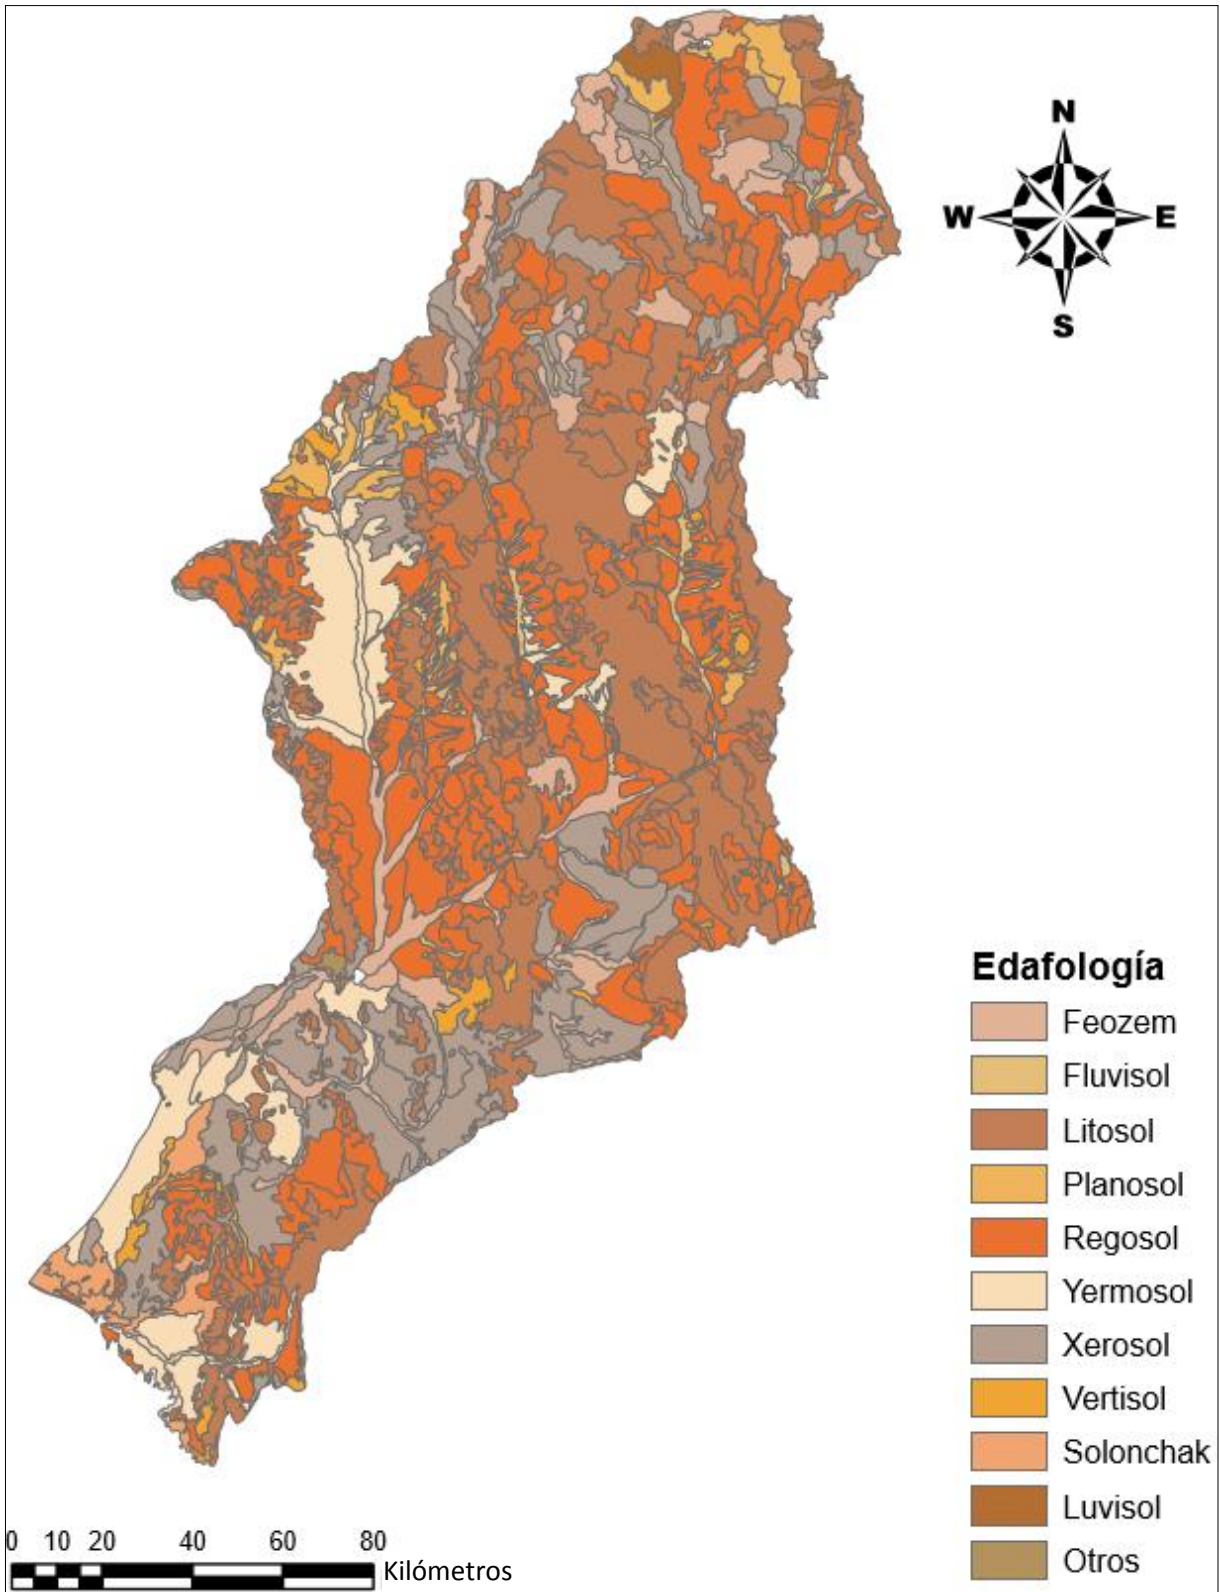 N
W E
S
Edafología
Feozem
Fluvisol
Litosol
Planosol
Regosol
Yermosol
Xerosol
Vertisol
Solonchak
Luvisol
Otros
0 10 20 40 60 80
Kilómetros